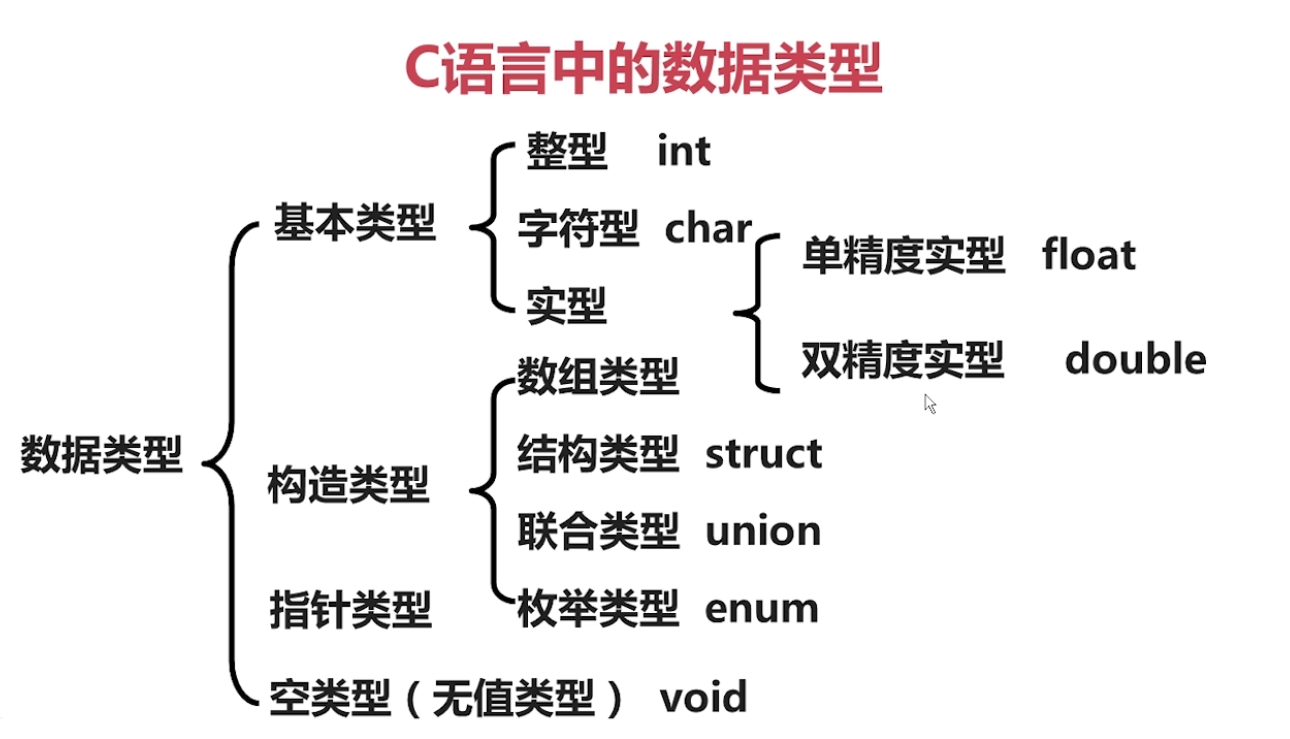 C语言中的数据类型
整型 int
基本类型
字符型 char
单精度实型 float
实型
双精度实型 double
数组类型
数据类型
结构类型 struct
构造类型
联合类型 union
指针类型
枚举类型 enum
空类型（无值类型） void